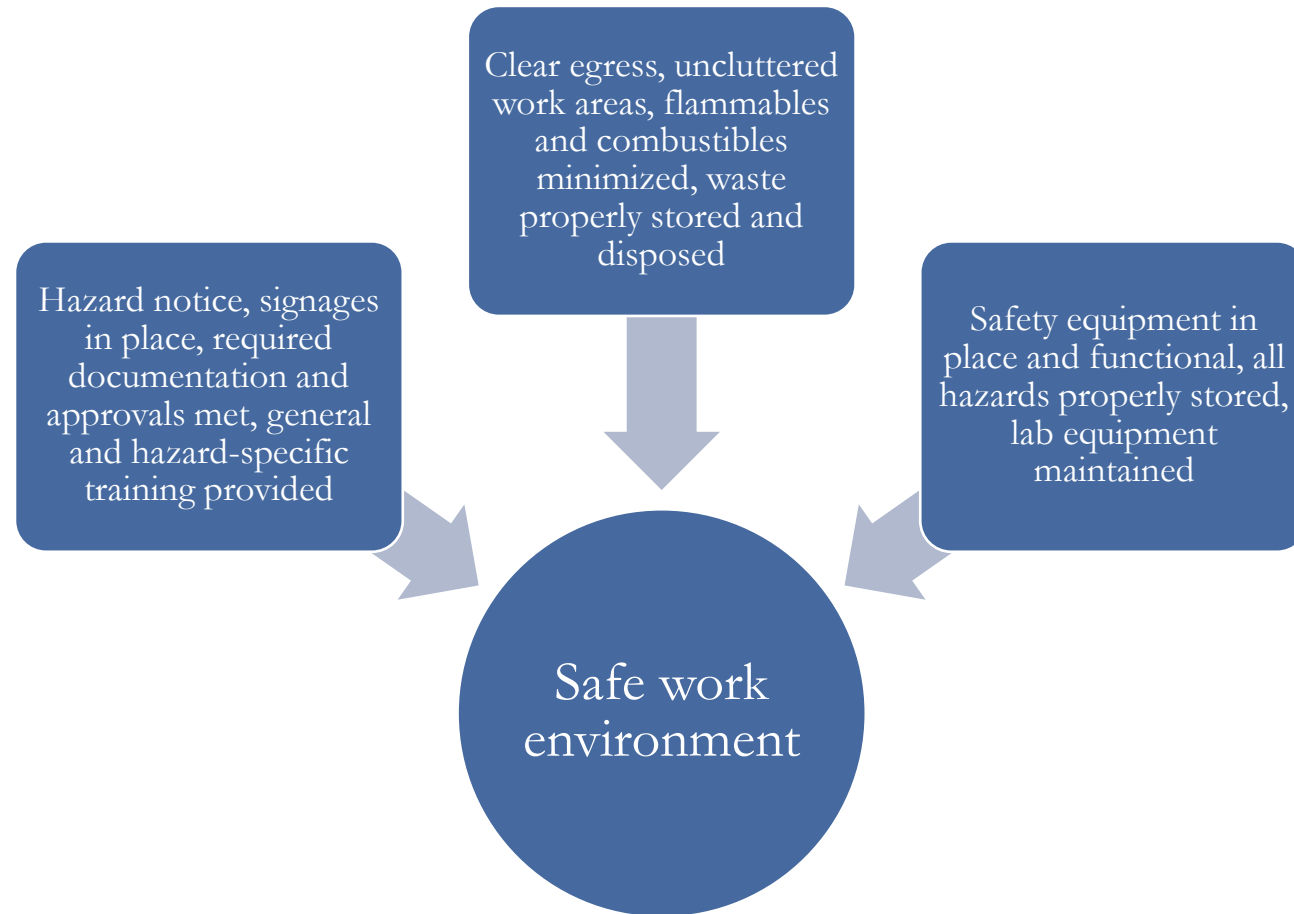 Clear egress, uncluttered
work areas, flammables
and combustibles
minimized, waste
properly stored and
disposed
Hazard notice, signages
in place, required
documentation and
approvals met, general
and hazard-specific
training provided
Safety equipment in
place and functional, all
hazards properly stored,
lab equipment
maintained
Safe work
environment